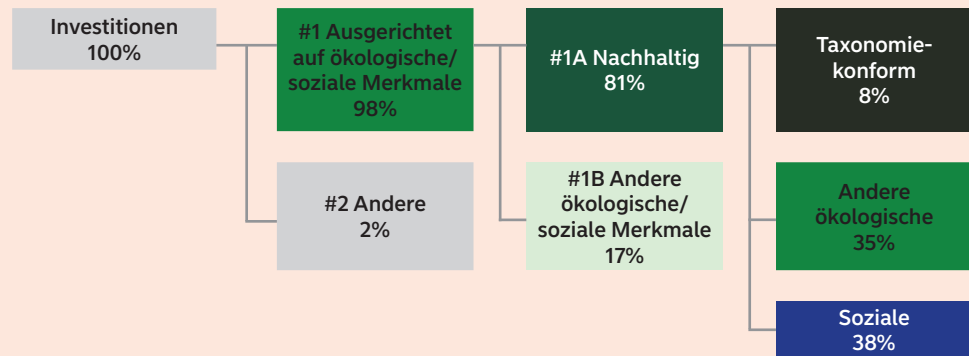 Investitionen
100%
#1 Ausgerichtet
auf ökologische/
soziale Merkmale
98%
#1A Nachhaltig
81%
Taxonomie-
konform
8%
#2 Andere
2%
#1B Andere
ökologische/
soziale Merkmale
17%
Andere
ökologische
35%
Soziale
38%